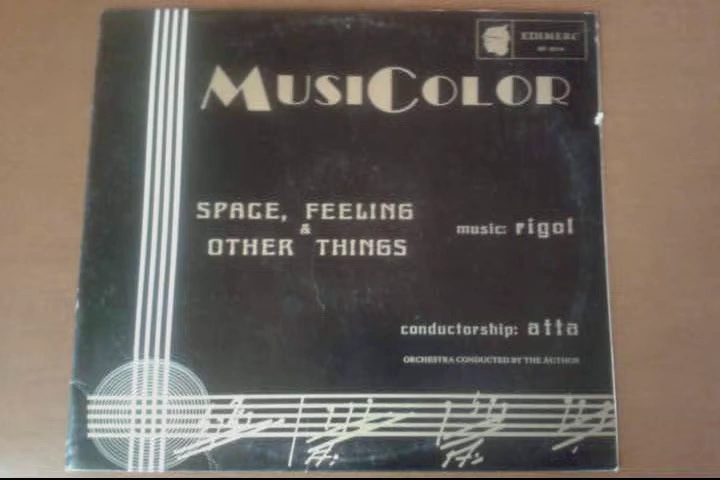 EDIMERC
MUSICOLOR
SPACE, FEELING
&
OTHER THINGS
music: rigol
conductorship: atta
ORCHESTRA CONDUCTED BY THE AUTHOR